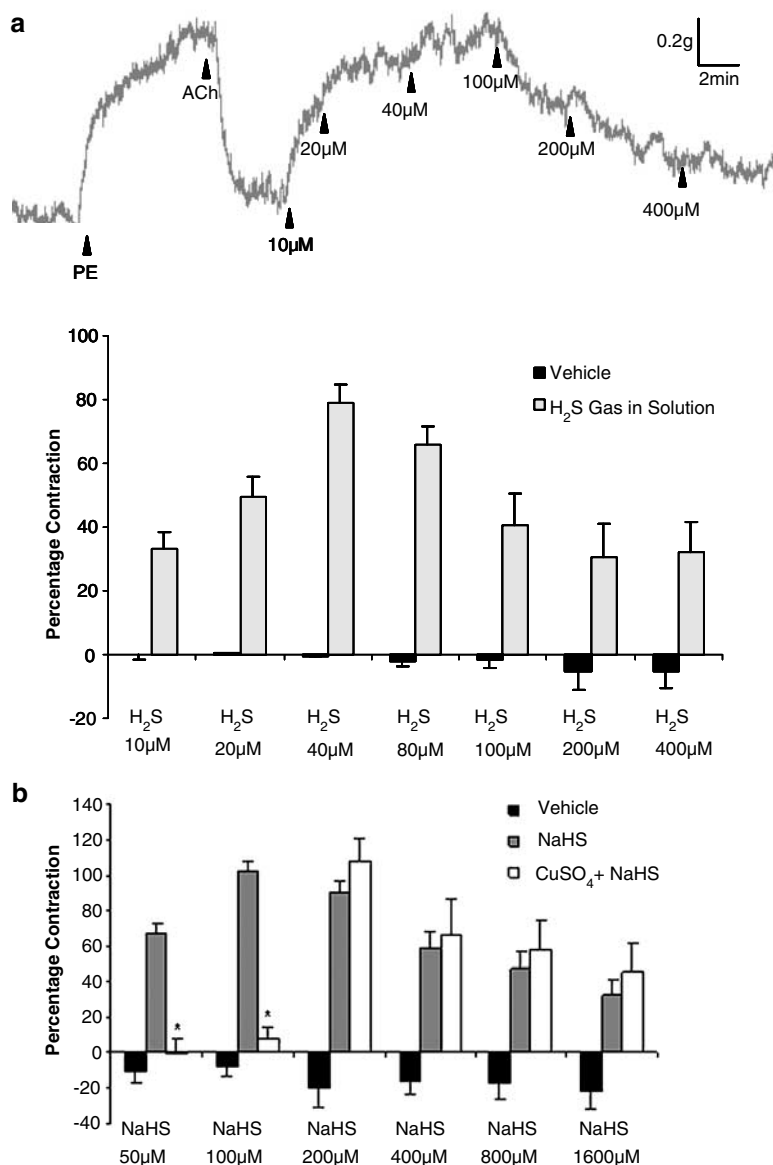 a
0.2g
2min
ACh
100µM
40µM
20µM
200µM
400µM
10µM
PE
100
80
60
40
20
0
-20
Percentage Contraction
Vehicle
H₂S Gas in Solution
H₂S H₂S H₂S H₂S H₂S H₂S H₂S
10µM 20µM 40µM 80µM 100µM 200µM 400µM
b
140
120
100
80
60
40
20
0
-20
-40
Percentage Contraction
Vehicle
NaHS
CuSO₄+ NaHS
* *
NaHS NaHS NaHS NaHS NaHS NaHS
50µM 100µM 200µM 400µM 800µM 1600µM